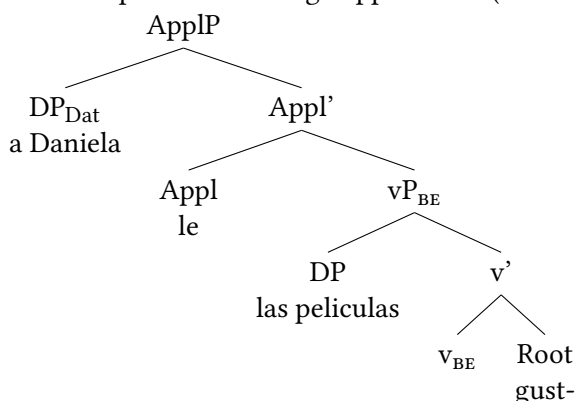 ApplP
DP_Dat Appl’
a Daniela
Appl vP_BE
le
DP v’
las peliculas
v_BE Root
gust-